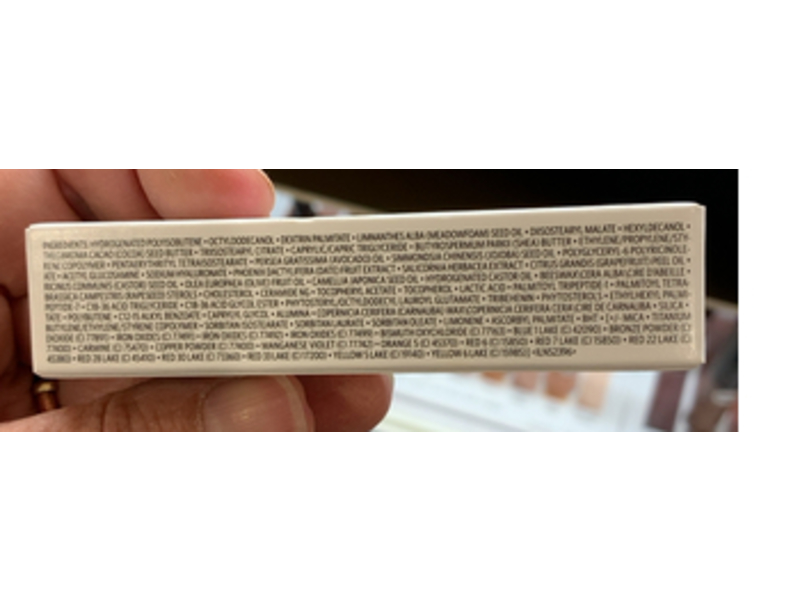 INGREDIENTS: HYDROGENATED POLYISOBUTENE • OCTYLDODECANOL • DEXTRIN PALMITATE • LIMNANTHES ALBA (MEADOWFOAM) SEED OIL • DIISOSTEARYL MALATE • HEXYLDECANOL •
THEOBROMA CACAO (COCOA) SEED BUTTER • TRIISOSTEARYL CITRATE • CAPRYLIC/CAPRIC TRIGLYCERIDE • BUTYROSPERMUM PARKII (SHEA) BUTTER • ETHYLENE/PROPYLENE/STY-
RENE COPOLYMER • PENTAERYTHRITYL TETRAISOSTEARATE • PERSEA GRATISSIMA (AVOCADO) OIL • SIMMONDSIA CHINENSIS (JOJOBA) SEED OIL • POLYGLYCERYL-6 POLYRICINOLE-
ATE • ACETYL GLUCOSAMINE • SODIUM HYALURONATE • PHOENIX DACTYLIFERA (DATE) FRUIT EXTRACT • SALICORNIA HERBACEA EXTRACT • CITRUS GRANDIS (GRAPEFRUIT) PEEL OIL •
RICINUS COMMUNIS (CASTOR) SEED OIL • OLEA EUROPAEA (OLIVE) FRUIT OIL • CAMELLIA JAPONICA SEED OIL • BEESWAX/CERA ALBA/CIRE D'ABEILLE •
BRASSICA CAMPESTRIS (RAPESEED) STEROLS • CHOLESTEROL • CERAMIDE NG • TOCOPHERYL ACETATE • TOCOPHEROL • LACTIC ACID • PALMITOYL TRIPEPTIDE-1 • PALMITOYL TETRA-
PEPTIDE-7 • C18-36 ACID TRIGLYCERIDE • C18-36 ACID GLYCOL ESTER • PHYTOSTERYL/OCTYLDODECYL LAUROYL GLUTAMATE • TRIBEHENIN • PHYTOSTEROLS • ETHYLHEXYL PALMI-
TATE • POLYBUTENE • C12-15 ALKYL BENZOATE • CAPRYLYL GLYCOL • ALUMINA • COPERNICIA CERIFERA (CARNAUBA) WAX/COPERNICIA CERIFERA CERA/CIRE DE CARNAUBA • SILICA •
BUTYLENE/ETHYLENE/STYRENE COPOLYMER • SORBITAN ISOSTEARATE • SORBITAN LAURATE • SORBITAN OLEATE • LIMONENE • ASCORBYL PALMITATE • BHT • [+/- MICA • TITANIUM
DIOXIDE (CI 77891) • IRON OXIDES (CI 77491) • IRON OXIDES (CI 77492) • IRON OXIDES (CI 77499) • BISMUTH OXYCHLORIDE (CI 77163) • BLUE 1 LAKE (CI 42090) • BRONZE POWDER (CI
77400) • CARMINE (CI 75470) • COPPER POWDER (CI 77400) • MANGANESE VIOLET (CI 77742) • ORANGE 5 (CI 45370) • RED 6 (CI 15850) • RED 7 LAKE (CI 15850) • RED 22 LAKE (CI
45380) • RED 28 LAKE (CI 45410) • RED 30 LAKE (CI 73360) • RED 33 LAKE (CI 17200) • YELLOW 5 LAKE (CI 19140) • YELLOW 6 LAKE (CI 15985)]